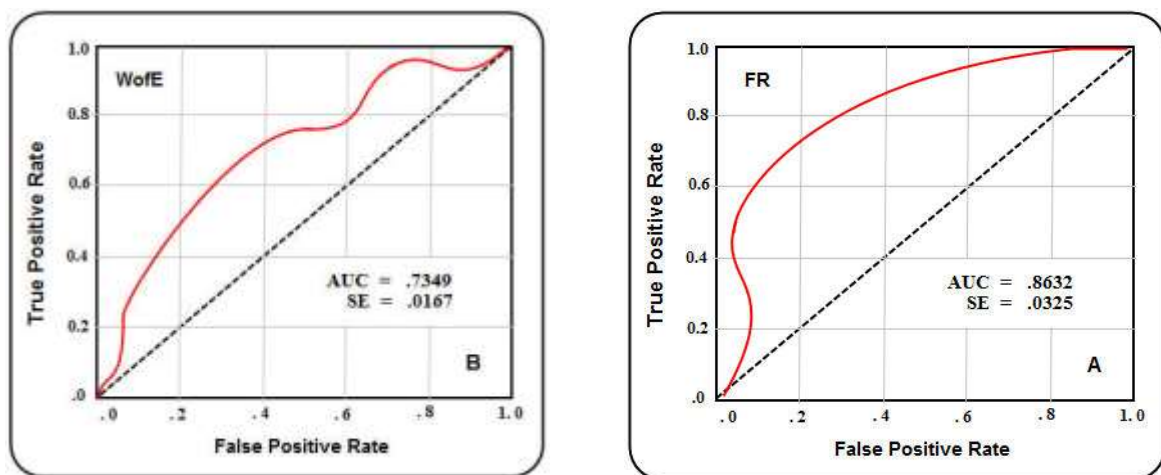 WofE
True Positive Rate
1.0
0.8
0.6
0.4
0.2
.0
AUC = .7349
SE = .0167
B
.0 .2 .4 .6 .8 1.0
False Positive Rate
FR
True Positive Rate
1.0
0.8
0.6
0.4
0.2
.0
AUC = .8632
SE = .0325
A
.0 .2 .4 .6 .8 1.0
False Positive Rate